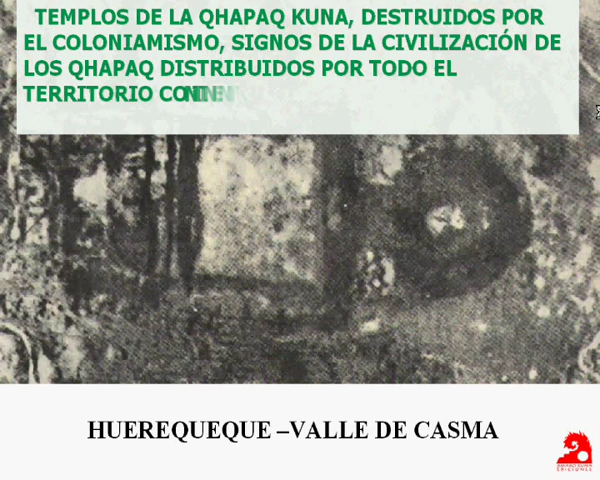 TEMPLOS DE LA QHAPAQ KUNA, DESTRUIDOS POR
EL COLONIAMISMO, SIGNOS DE LA CIVILIZACIÓN DE
LOS QHAPAQ DISTRIBUIDOS POR TODO EL
TERRITORIO
HUEREQUEQUE –VALLE DE CASMA
EDICIONES